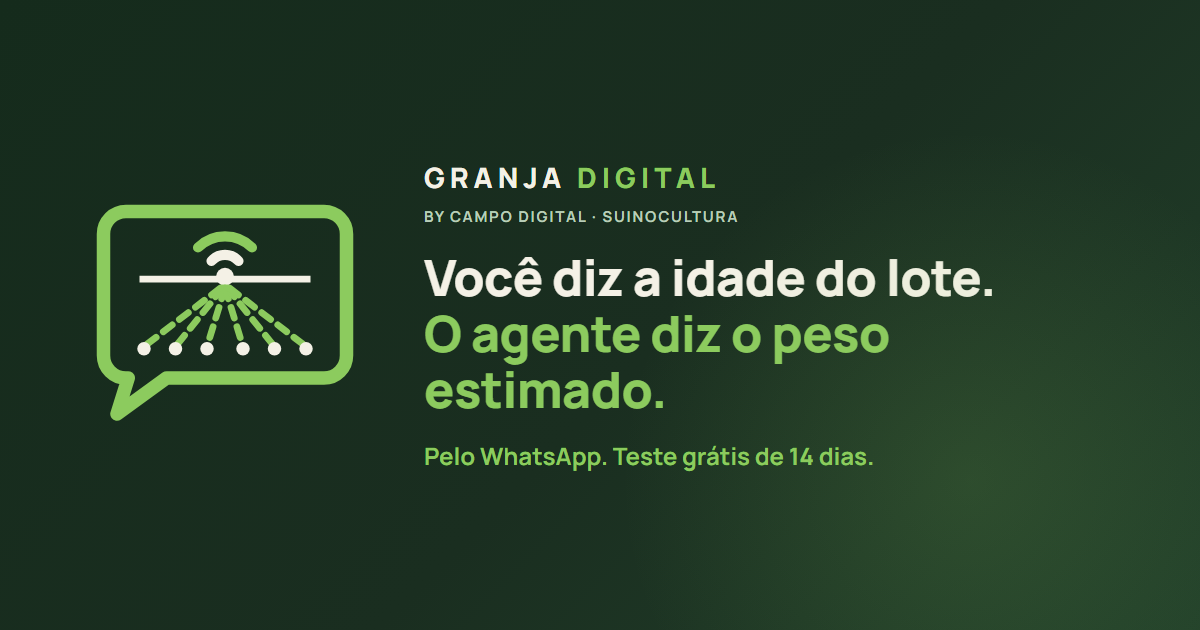 GRANJA DIGITAL
BY CAMPO DIGITAL · SUINOCULTURA
Você diz a idade do lote.
O agente diz o peso
estimado.
Pelo WhatsApp. Teste grátis de 14 dias.